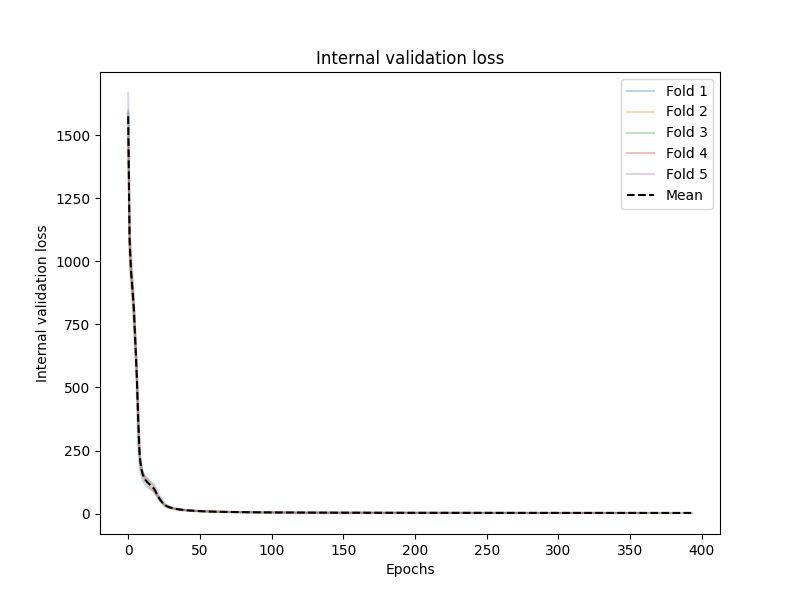 Internal validation loss
Fold 1
Fold 2
Fold 3
Fold 4
Fold 5
Mean
Internal validation loss
1500
1250
1000
750
500
250
0
0 50 100 150 200 250 300 350 400
Epochs